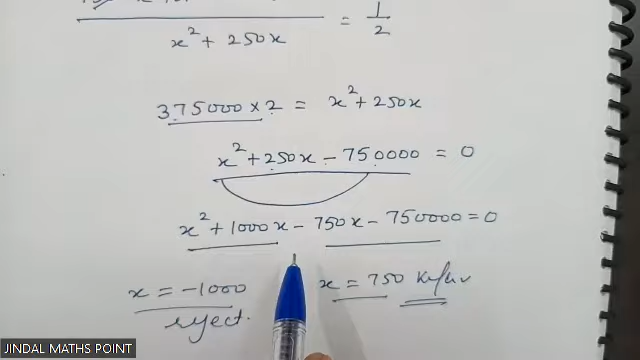 x² + 250x = 1/2
375000 × 2 = x² + 250x
x² + 250x - 750000 = 0
x² + 1000x - 750x - 750000 = 0
x = -1000 x = 750 Km/hr
reject.
JINDAL MATHS POINT